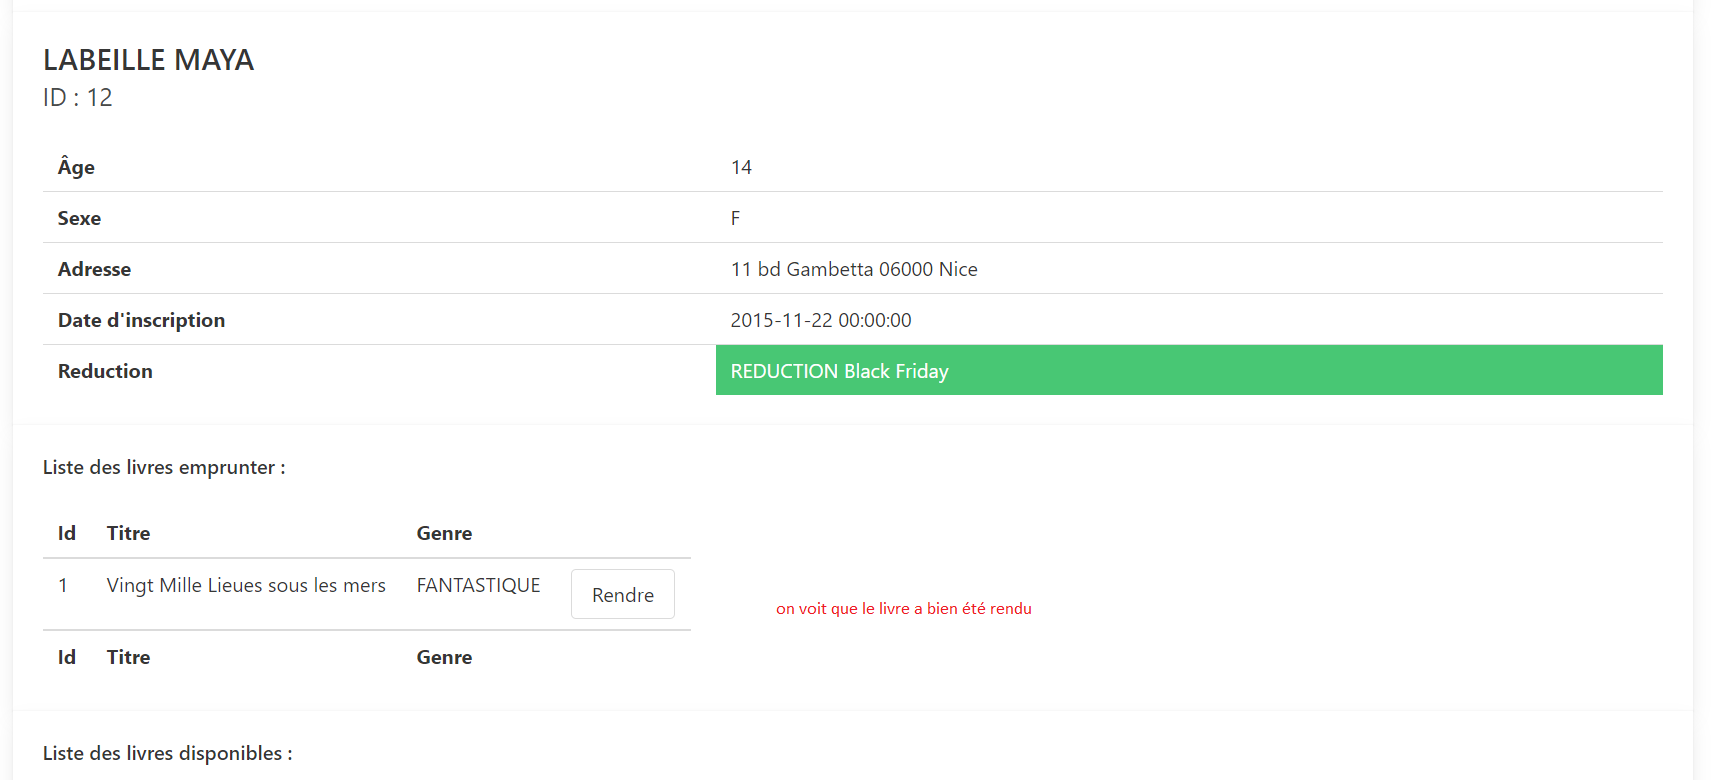 LABEILLE MAYA
ID : 12
Âge 14
Sexe F
Adresse 11 bd Gambetta 06000 Nice
Date d'inscription 2015-11-22 00:00:00
Reduction REDUCTION Black Friday
Liste des livres emprunter :
Id Titre Genre
1 Vingt Mille Lieues sous les mers FANTASTIQUE Rendre
on voit que le livre a bien été rendu
Id Titre Genre
Liste des livres disponibles :